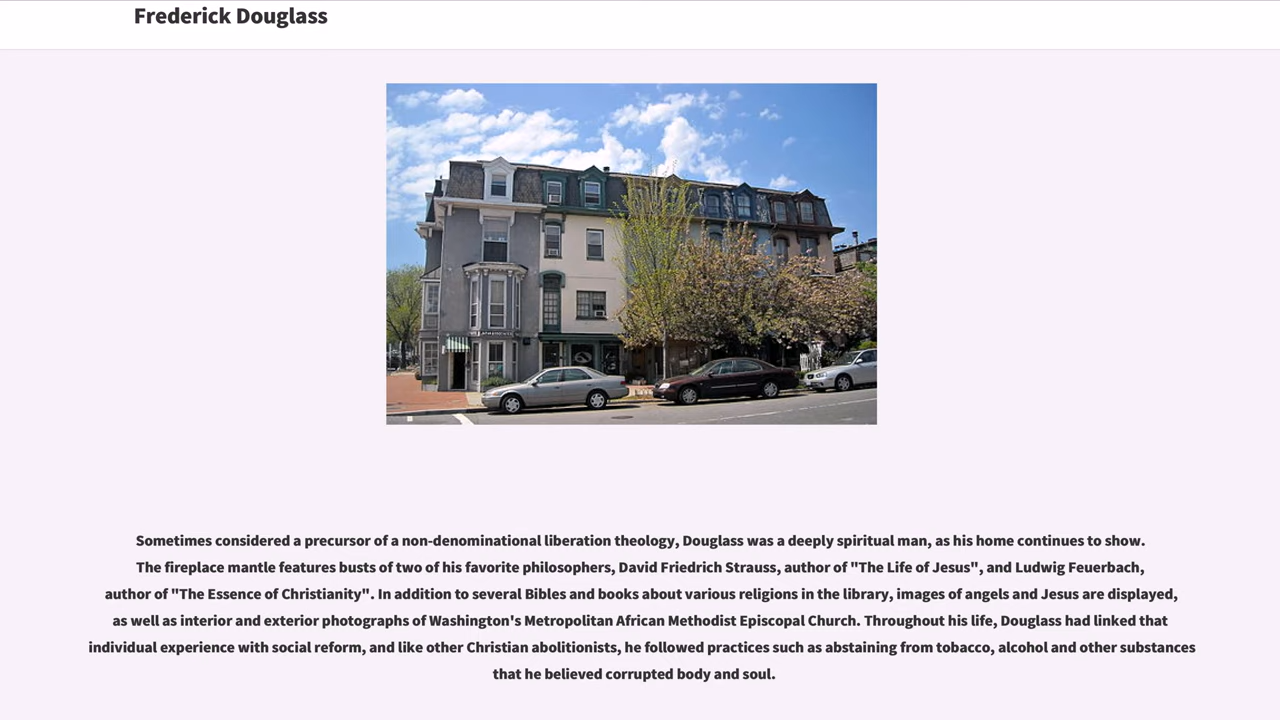 Frederick Douglass
Sometimes considered a precursor of a non-denominational liberation theology, Douglass was a deeply spiritual man, as his home continues to show.
The fireplace mantle features busts of two of his favorite philosophers, David Friedrich Strauss, author of "The Life of Jesus", and Ludwig Feuerbach,
author of "The Essence of Christianity". In addition to several Bibles and books about various religions in the library, images of angels and Jesus are displayed,
as well as interior and exterior photographs of Washington's Metropolitan African Methodist Episcopal Church. Throughout his life, Douglass had linked that
individual experience with social reform, and like other Christian abolitionists, he followed practices such as abstaining from tobacco, alcohol and other substances
that he believed corrupted body and soul.